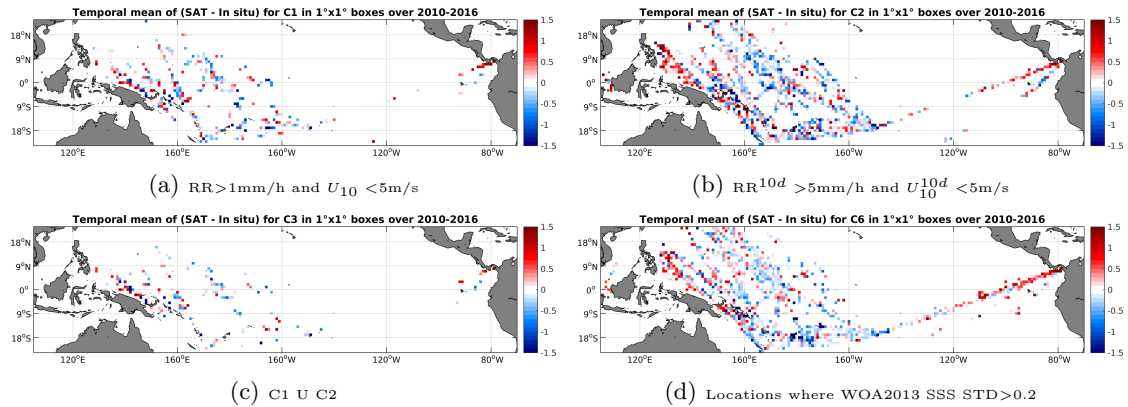 Temporal mean of (SAT - In situ) for C1 in 1°x1° boxes over 2010-2016
18°N
9°N
0°
9°S
18°S
120°E
160°E
160°W
120°W
80°W
1.5
1
0.5
0
-0.5
-1
-1.5
(a) RR>1mm/h and U10 <5m/s
Temporal mean of (SAT - In situ) for C2 in 1°x1° boxes over 2010-2016
18°N
9°N
0°
9°S
18°S
120°E
160°E
160°W
120°W
80°W
1.5
1
0.5
0
-0.5
-1
-1.5
(b) RR^10d >5mm/h and U10^10d <5m/s
Temporal mean of (SAT - In situ) for C3 in 1°x1° boxes over 2010-2016
18°N
9°N
0°
9°S
18°S
120°E
160°E
160°W
120°W
80°W
1.5
1
0.5
0
-0.5
-1
-1.5
(c) C1 U C2
Temporal mean of (SAT - In situ) for C6 in 1°x1° boxes over 2010-2016
18°N
9°N
0°
9°S
18°S
120°E
160°E
160°W
120°W
80°W
1.5
1
0.5
0
-0.5
-1
-1.5
(d) Locations where WOA2013 SSS STD>0.2